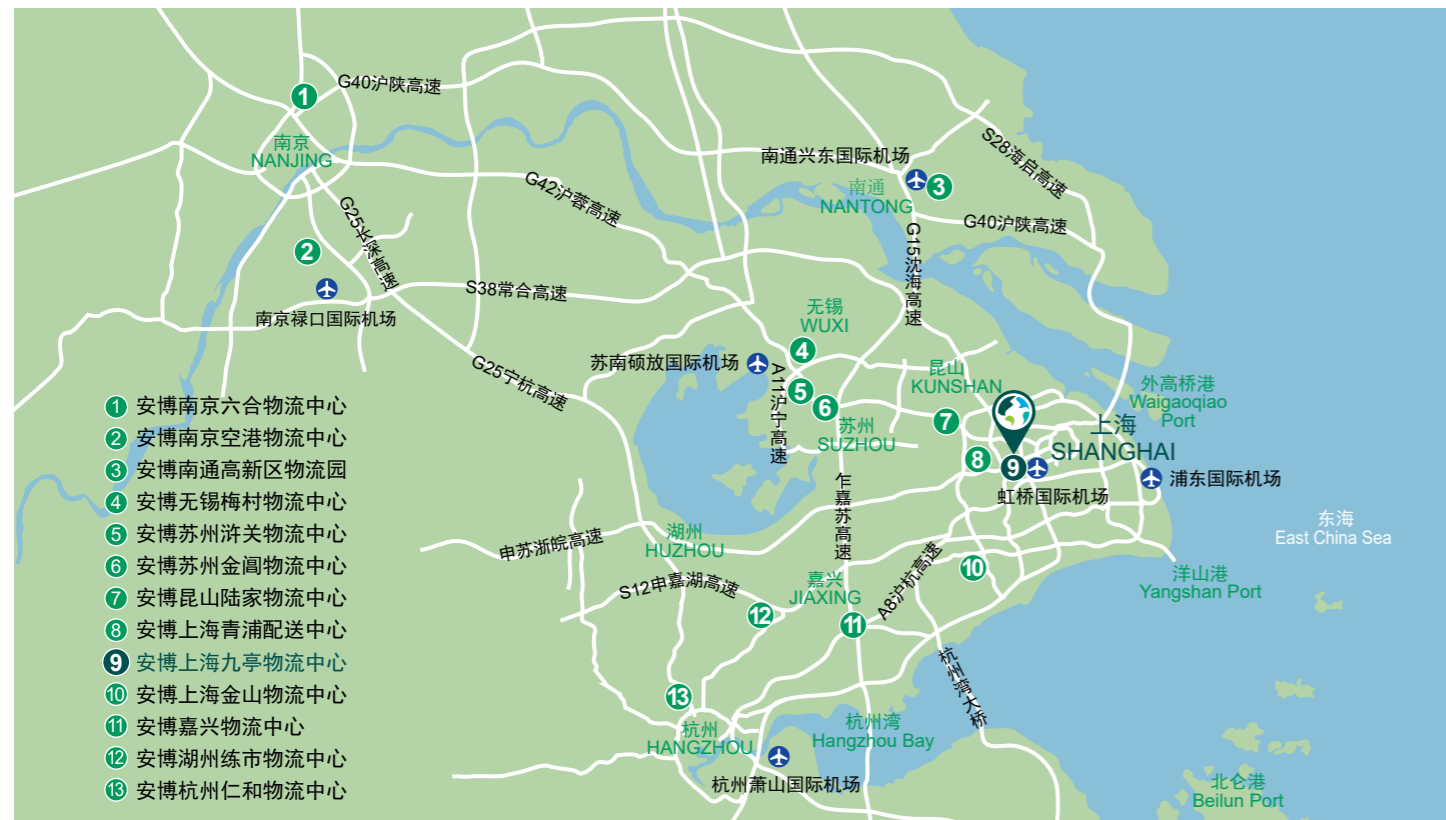 1
G40沪陕高速
南京
NANJING
南通兴东国际机场
S28海启高速
G42沪蓉高速
南通
NANTONG
3
G25长深高速
G40沪陕高速
2
G15沈海高速
S38常合高速
南京禄口国际机场
无锡
WUXI
4
苏南硕放国际机场
昆山
KUNSHAN
G25宁杭高速
A11沪宁高速
5
6
苏州
SUZHOU
7
外高桥港
Waigaoqiao
Port
上海
SHANGHAI
8
9
虹桥国际机场
浦东国际机场
乍嘉苏高速
东海
East China Sea
湖州
HUZHOU
申苏浙皖高速
S12申嘉湖高速
嘉兴
JIAXING
A8沪杭高速
10
洋山港
Yangshan Port
12
11
杭州湾大桥
13
杭州
HANGZHOU
杭州湾
Hangzhou Bay
杭州萧山国际机场
北仑港
Beilun Port
1 安博南京六合物流中心
2 安博南京空港物流中心
3 安博南通高新区物流园
4 安博无锡梅村物流中心
5 安博苏州浒关物流中心
6 安博苏州金阊物流中心
7 安博昆山陆家物流中心
8 安博上海青浦配送中心
9 安博上海九亭物流中心
10 安博上海金山物流中心
11 安博嘉兴物流中心
12 安博湖州练市物流中心
13 安博杭州仁和物流中心